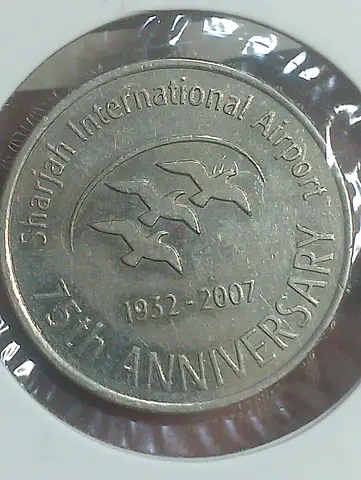 Sharjah International Airport
1932-2007
75th ANNIVERSARY